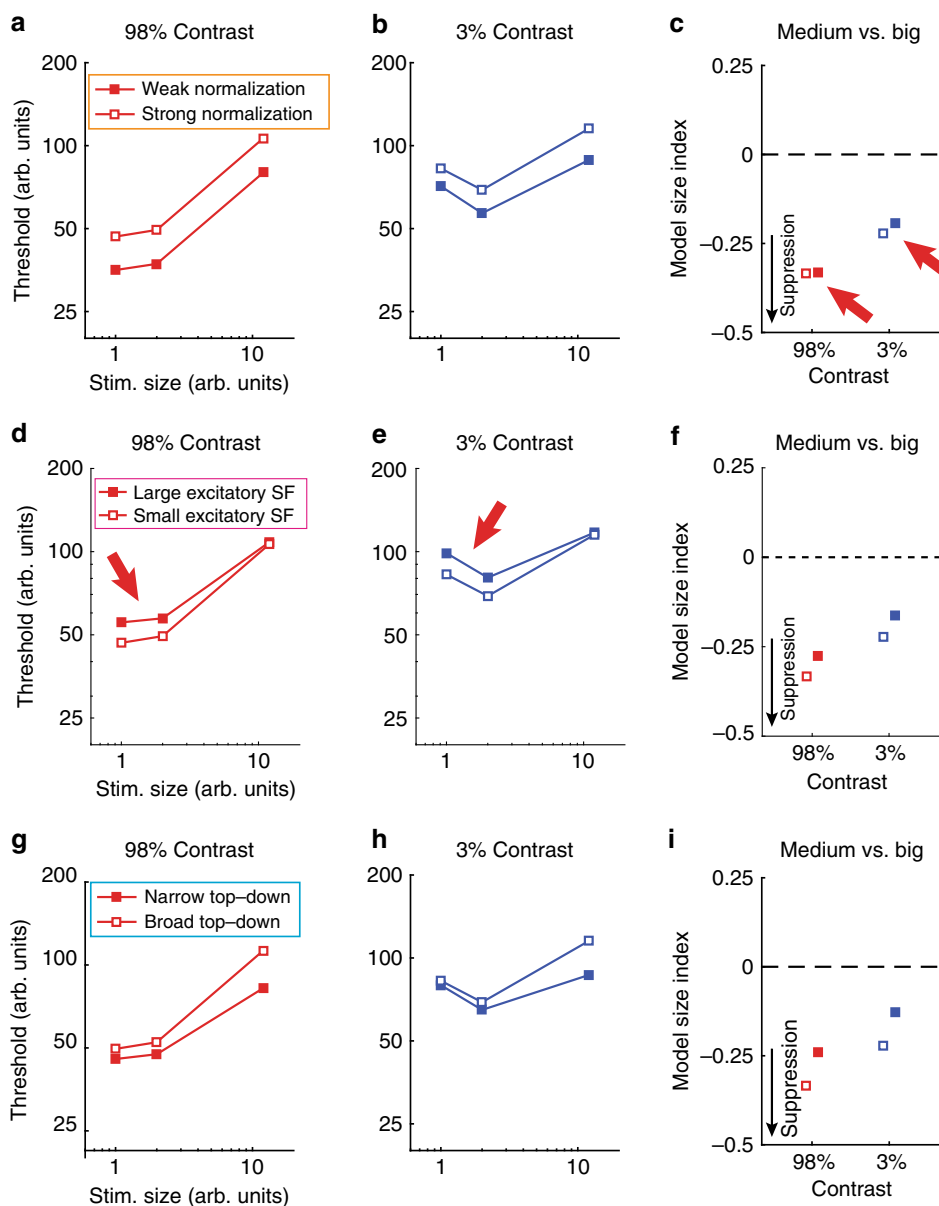 a
98% Contrast
200
100
50
25
Threshold (arb. units)
Weak normalization
Strong normalization
1
10
Stim. size (arb. units)
b
3% Contrast
200
100
50
25
1
10
c
Medium vs. big
0.25
0
−0.25
−0.5
Model size index
Suppression
98%
3%
Contrast
d
98% Contrast
200
100
50
25
Threshold (arb. units)
Large excitatory SF
Small excitatory SF
1
10
Stim. size (arb. units)
e
3% Contrast
200
100
50
25
1
10
f
Medium vs. big
0.25
0
−0.25
−0.5
Model size index
Suppression
98%
3%
Contrast
g
98% Contrast
200
100
50
25
Threshold (arb. units)
Narrow top–down
Broad top–down
1
10
Stim. size (arb. units)
h
3% Contrast
200
100
50
25
1
10
i
Medium vs. big
0.25
0
−0.25
−0.5
Model size index
Suppression
98%
3%
Contrast